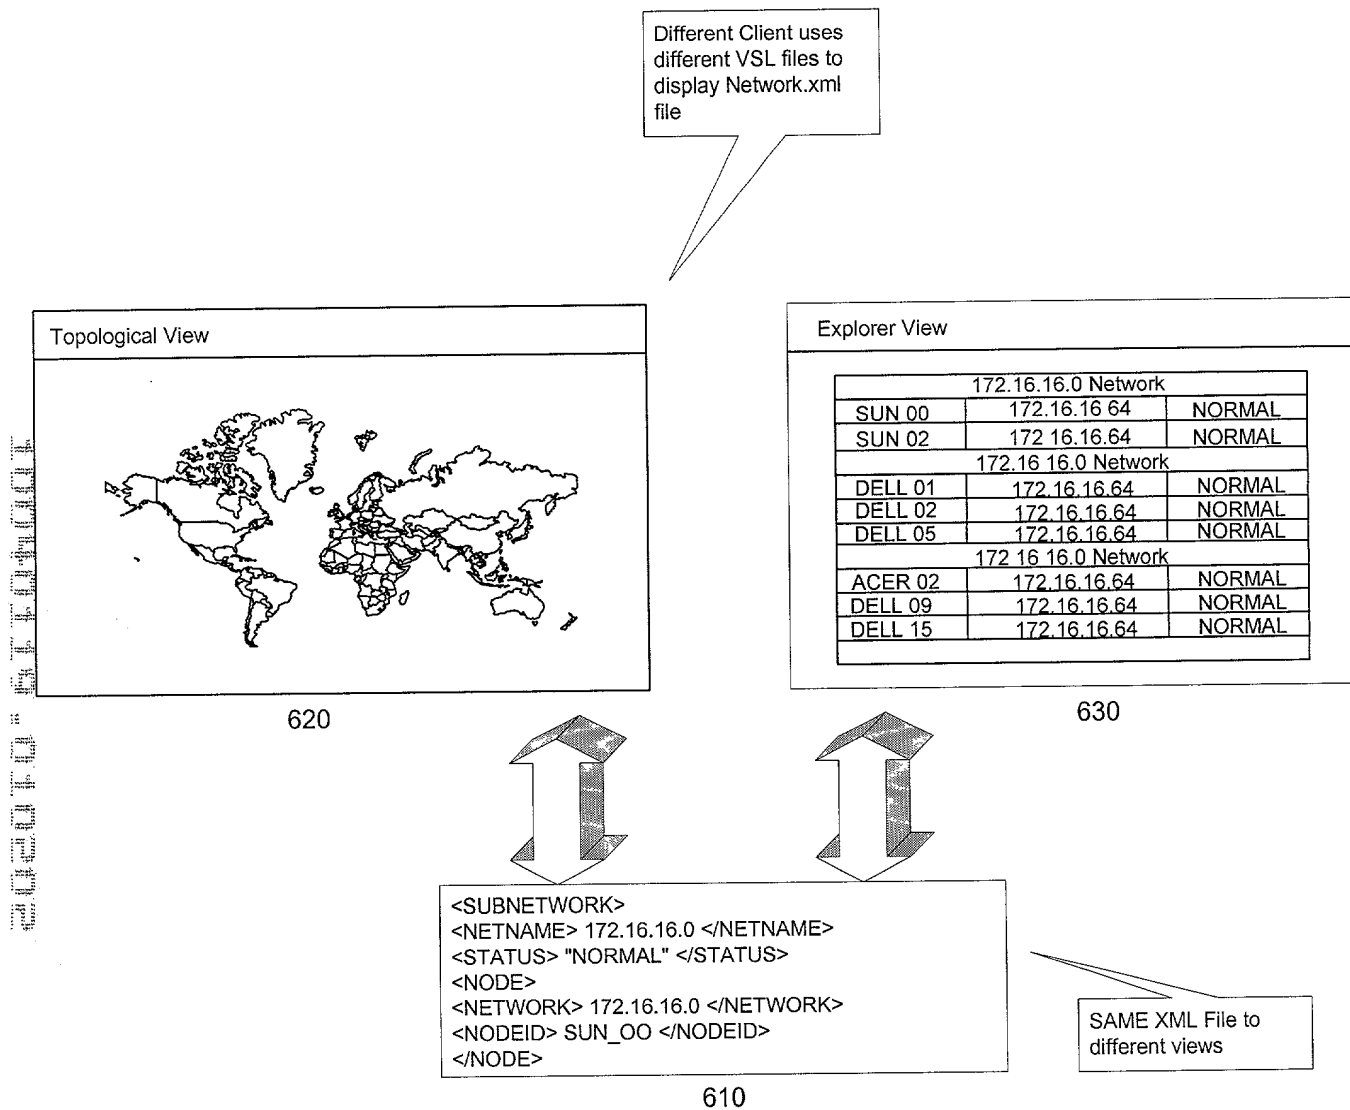 Different Client uses
different VSL files to
display Network.xml
file
Topological View
Explorer View
172.16.16.0 Network
SUN 00 172.16.16 64 NORMAL
SUN 02 172 16.16.64 NORMAL
172.16 16.0 Network
DELL 01 172.16.16.64 NORMAL
DELL 02 172.16.16.64 NORMAL
DELL 05 172.16.16.64 NORMAL
172 16 16.0 Network
ACER 02 172.16.16.64 NORMAL
DELL 09 172.16.16.64 NORMAL
DELL 15 172.16.16.64 NORMAL
620
630
<SUBNETWORK>
<NETNAME> 172.16.16.0 </NETNAME>
<STATUS> "NORMAL" </STATUS>
<NODE>
<NETWORK> 172.16.16.0 </NETWORK>
<NODEID> SUN_OO </NODEID>
</NODE>
SAME XML File to
different views
610